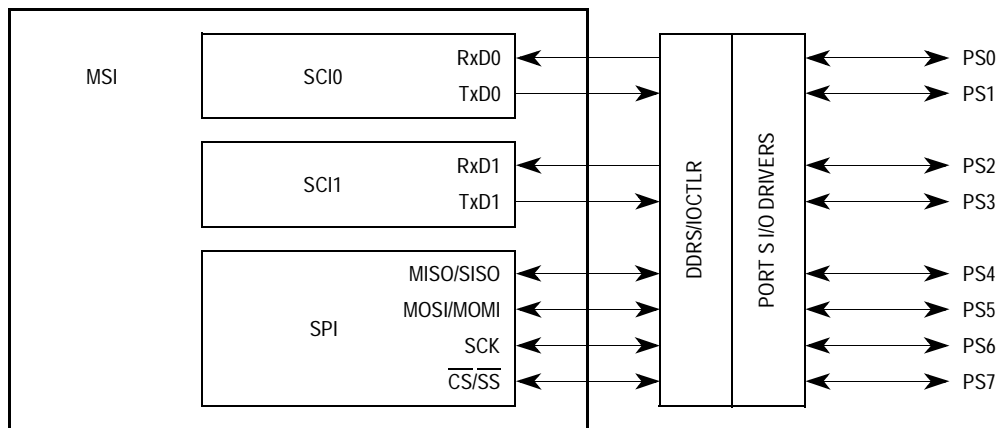 MSI
SCI0
RxD0
TxD0
SCI1
RxD1
TxD1
SPI
MISO/SISO
MOSI/MOMI
SCK
CS/SS
DDRS/IOCTLR
PORT S I/O DRIVERS
PS0
PS1
PS2
PS3
PS4
PS5
PS6
PS7